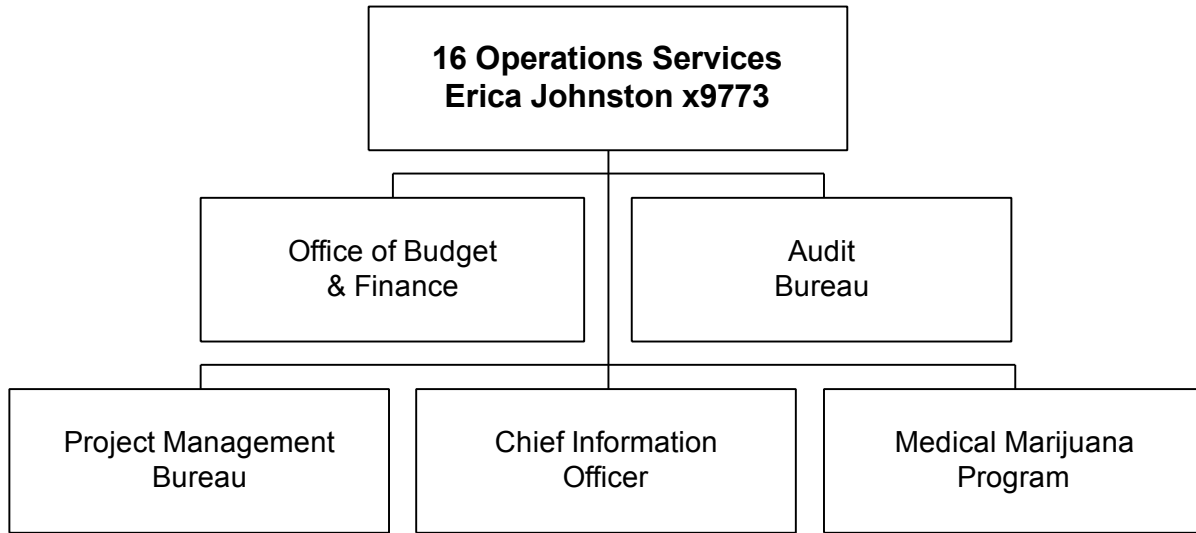 16 Operations Services
Erica Johnston x9773
Office of Budget
& Finance
Audit
Bureau
Project Management
Bureau
Chief Information
Officer
Medical Marijuana
Program